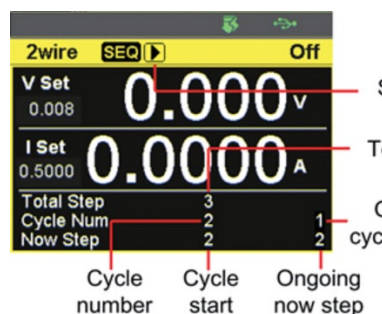 2wire SEQ Off
V Set
0.008 0.000 V
I Set
0.5000 0.0000 A
Total Step 3
Cycle Num 2 1
Now Step 2 2
Cycle number
Cycle start
Ongoing now step